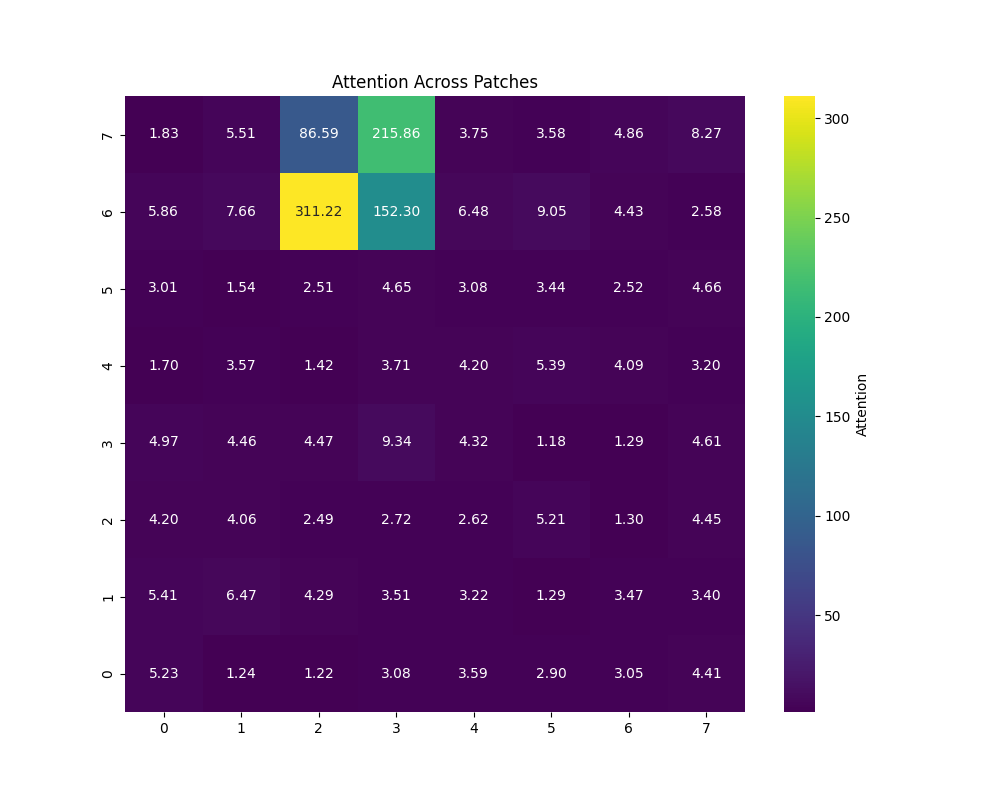 Attention Across Patches
7 1.83 5.51 86.59 215.86 3.75 3.58 4.86 8.27
6 5.86 7.66 311.22 152.30 6.48 9.05 4.43 2.58
5 3.01 1.54 2.51 4.65 3.08 3.44 2.52 4.66
4 1.70 3.57 1.42 3.71 4.20 5.39 4.09 3.20
3 4.97 4.46 4.47 9.34 4.32 1.18 1.29 4.61
2 4.20 4.06 2.49 2.72 2.62 5.21 1.30 4.45
1 5.41 6.47 4.29 3.51 3.22 1.29 3.47 3.40
0 5.23 1.24 1.22 3.08 3.59 2.90 3.05 4.41
0 1 2 3 4 5 6 7
300
250
200
150
100
50
Attention